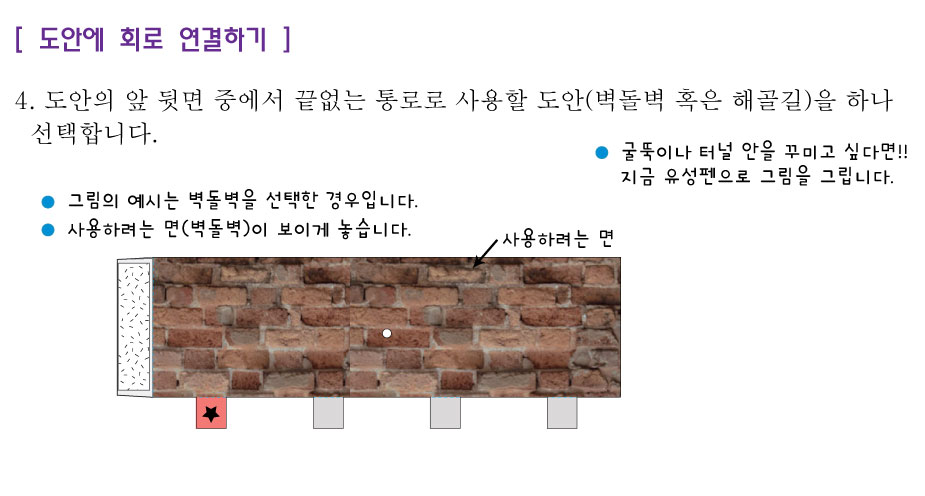 [ 도안에 회로 연결하기 ]
4. 도안의 앞 뒷면 중에서 끝없는 통로로 사용할 도안(벽돌벽 혹은 해골길)을 하나
선택합니다.
● 굴뚝이나 터널 안을 꾸미고 싶다면!!
지금 유성펜으로 그림을 그립니다.
● 그림의 예시는 벽돌벽을 선택한 경우입니다.
● 사용하려는 면(벽돌벽)이 보이게 놓습니다.
사용하려는 면